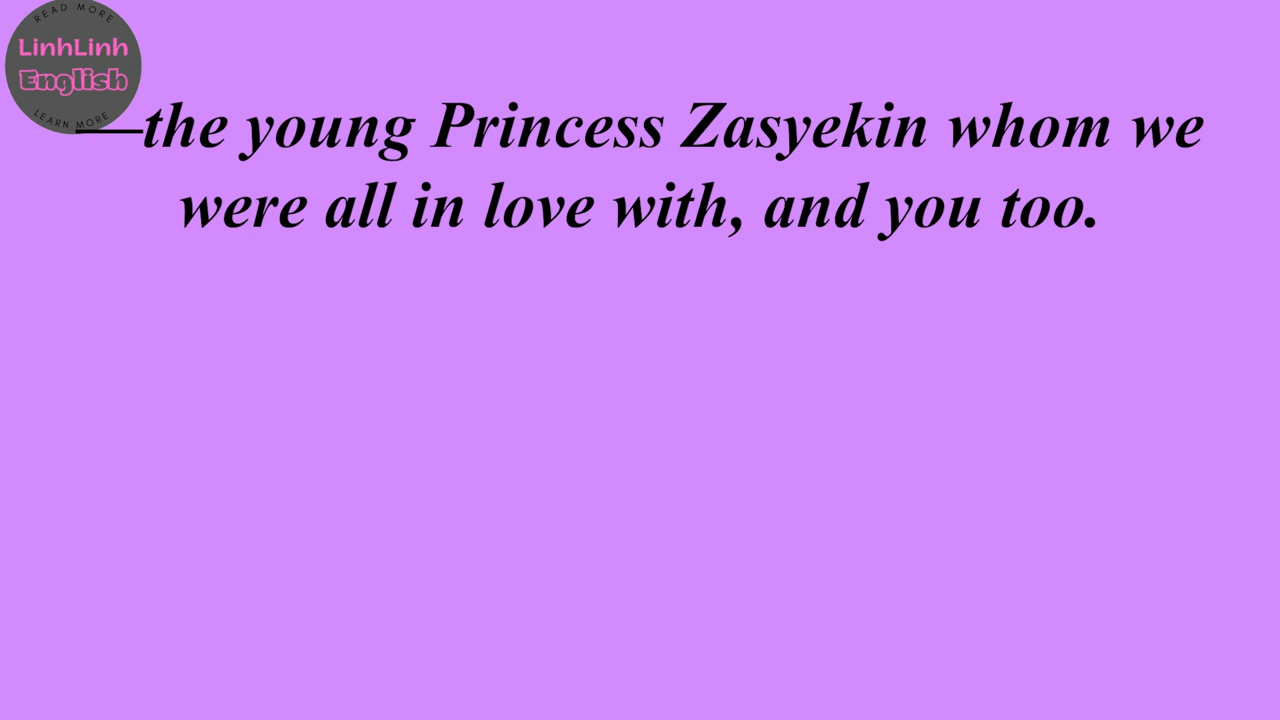 READ MORE
LinhLinh
English
LEARN MORE
—the young Princess Zasyekin whom we
were all in love with, and you too.